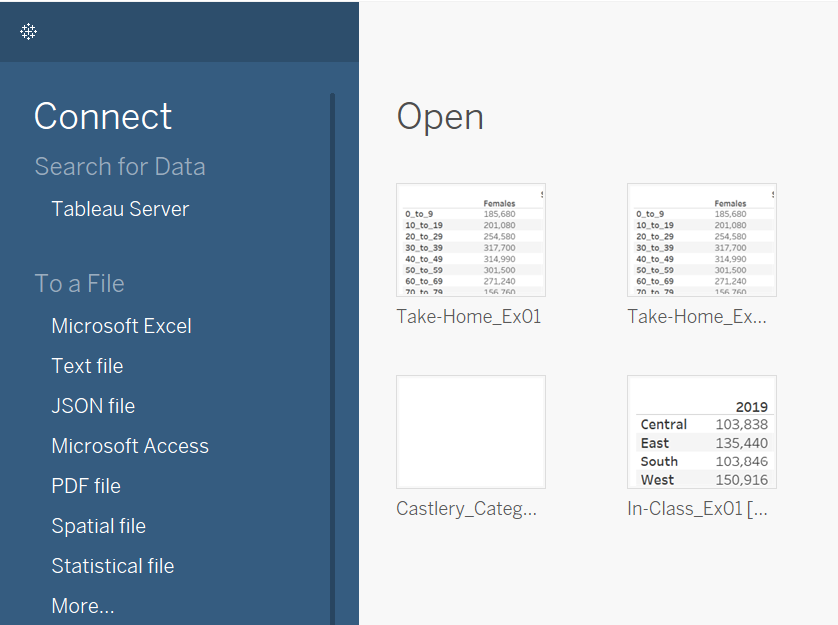 Connect
Search for Data
Tableau Server
To a File
Microsoft Excel
Text file
JSON file
Microsoft Access
PDF file
Spatial file
Statistical file
More...
Open
Females
0_to_9 185,680
10_to_19 201,080
20_to_29 254,580
30_to_39 317,700
40_to_49 314,990
50_to_59 301,500
60_to_69 271,240
70_to_79 156,760
Take-Home_Ex01
Females
0_to_9 185,680
10_to_19 201,080
20_to_29 254,580
30_to_39 317,700
40_to_49 314,990
50_to_59 301,500
60_to_69 271,240
70_to_79 156,760
Take-Home_Ex...
Castlery_Categ...
2019
Central 103,838
East 135,440
South 103,846
West 150,916
In-Class_Ex01 [...